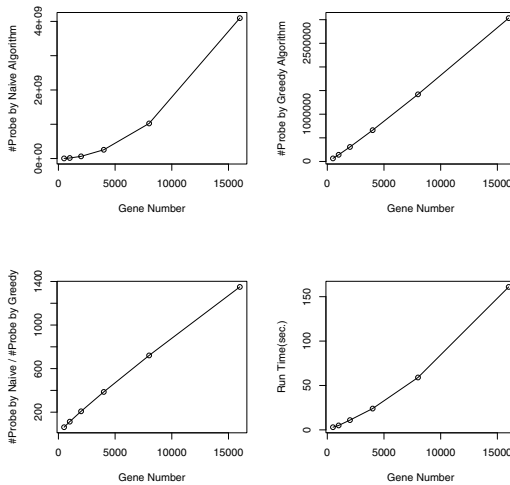 #Probe by Naive Algorithm
0e+00 2e+09 4e+09
0 5000 10000 15000
Gene Number
#Probe by Greedy Algorithm
0 1000000 2500000
0 5000 10000 15000
Gene Number
#Probe by Naive / #Probe by Greedy
200 600 1000 1400
0 5000 10000 15000
Gene Number
Run Time(sec.)
0 50 100 150
0 5000 10000 15000
Gene Number